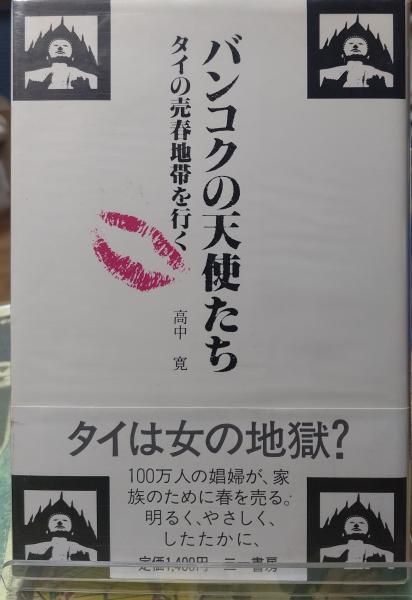 バンコクの天使たち
タイの売春地帯を行く
高中 寛
タイは女の地獄?
100万人の娼婦が、家
族のために春を売る。
明るく、やさしく、
したたかに、
定価1,400円 三一書房